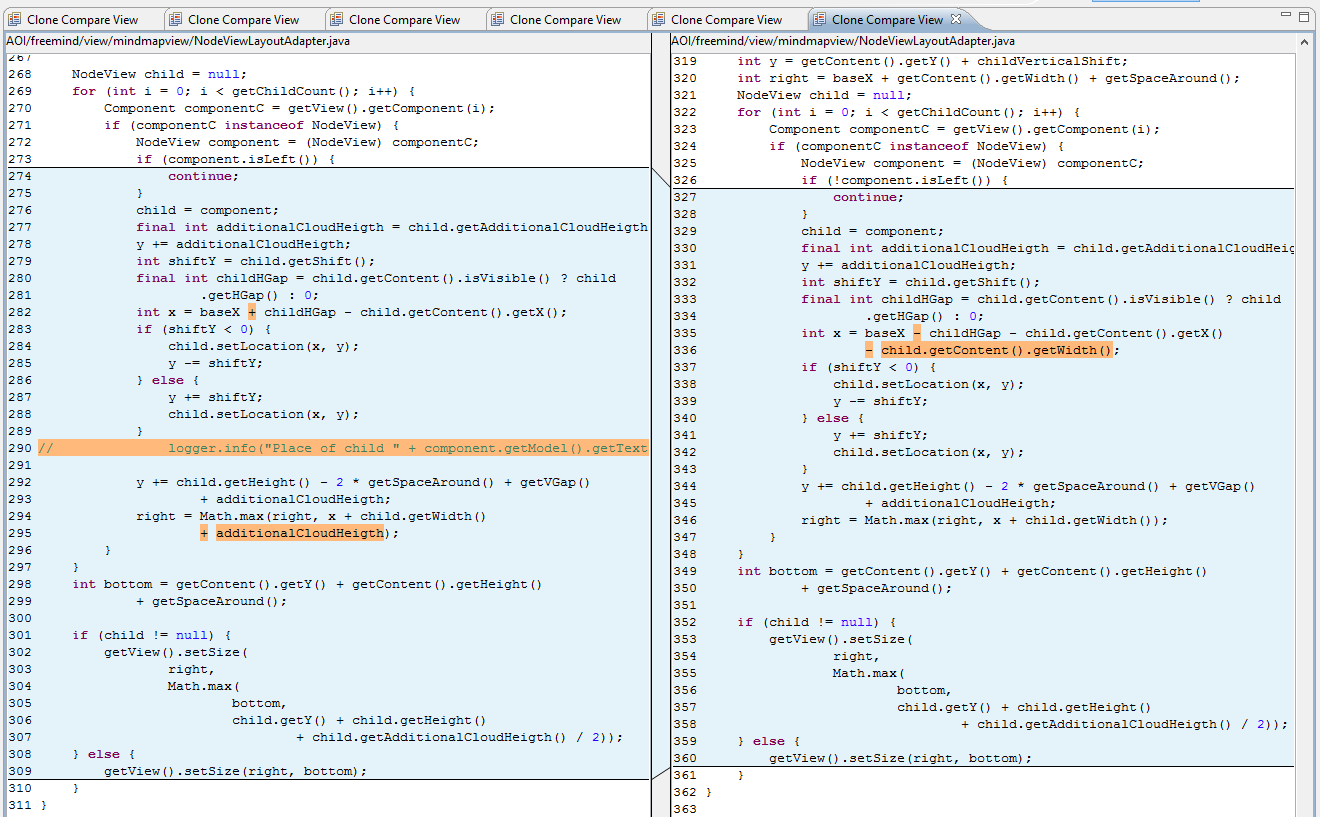 Clone Compare View Clone Compare View Clone Compare View Clone Compare View Clone Compare View Clone Compare View
AOI/freemind/view/mindmapview/NodeViewLayoutAdapter.java
267
268     NodeView child = null;
269     for (int i = 0; i < getChildCount(); i++) {
270         Component componentC = getView().getComponent(i);
271         if (componentC instanceof NodeView) {
272             NodeView component = (NodeView) componentC;
273             if (component.isLeft()) {
274                 continue;
275             }
276             child = component;
277             final int additionalCloudHeigth = child.getAdditionalCloudHeigth
278             y += additionalCloudHeigth;
279             int shiftY = child.getShift();
280             final int childHGap = child.getContent().isVisible() ? child
281                     .getHGap() : 0;
282             int x = baseX + childHGap - child.getContent().getX();
283             if (shiftY < 0) {
284                 child.setLocation(x, y);
285                 y -= shiftY;
286             } else {
287                 y += shiftY;
288                 child.setLocation(x, y);
289             }
290 //              logger.info("Place of child " + component.getModel().getText
291
292             y += child.getHeight() - 2 * getSpaceAround() + getVGap()
293                     + additionalCloudHeigth;
294             right = Math.max(right, x + child.getWidth()
295                     + additionalCloudHeigth);
296         }
297     }
298     int bottom = getContent().getY() + getContent().getHeight()
299             + getSpaceAround();
300
301     if (child != null) {
302         getView().setSize(
303                 right,
304                 Math.max(
305                         bottom,
306                         child.getY() + child.getHeight()
307                                 + child.getAdditionalCloudHeigth() / 2));
308     } else {
309         getView().setSize(right, bottom);
310     }
311 }
AOI/freemind/view/mindmapview/NodeViewLayoutAdapter.java
319     int y = getContent().getY() + childVerticalShift;
320     int right = baseX + getContent().getWidth() + getSpaceAround();
321     NodeView child = null;
322     for (int i = 0; i < getChildCount(); i++) {
323         Component componentC = getView().getComponent(i);
324         if (componentC instanceof NodeView) {
325             NodeView component = (NodeView) componentC;
326             if (!component.isLeft()) {
327                 continue;
328             }
329             child = component;
330             final int additionalCloudHeigth = child.getAdditionalCloudHeig
331             y += additionalCloudHeigth;
332             int shiftY = child.getShift();
333             final int childHGap = child.getContent().isVisible() ? child
334                     .getHGap() : 0;
335             int x = baseX - childHGap - child.getContent().getX()
336                     - child.getContent().getWidth();
337             if (shiftY < 0) {
338                 child.setLocation(x, y);
339                 y -= shiftY;
340             } else {
341                 y += shiftY;
342                 child.setLocation(x, y);
343             }
344             y += child.getHeight() - 2 * getSpaceAround() + getVGap()
345                     + additionalCloudHeigth;
346             right = Math.max(right, x + child.getWidth());
347         }
348     }
349     int bottom = getContent().getY() + getContent().getHeight()
350             + getSpaceAround();
351
352     if (child != null) {
353         getView().setSize(
354                 right,
355                 Math.max(
356                         bottom,
357                         child.getY() + child.getHeight()
358                                 + child.getAdditionalCloudHeigth() / 2));
359     } else {
360         getView().setSize(right, bottom);
361     }
362 }
363